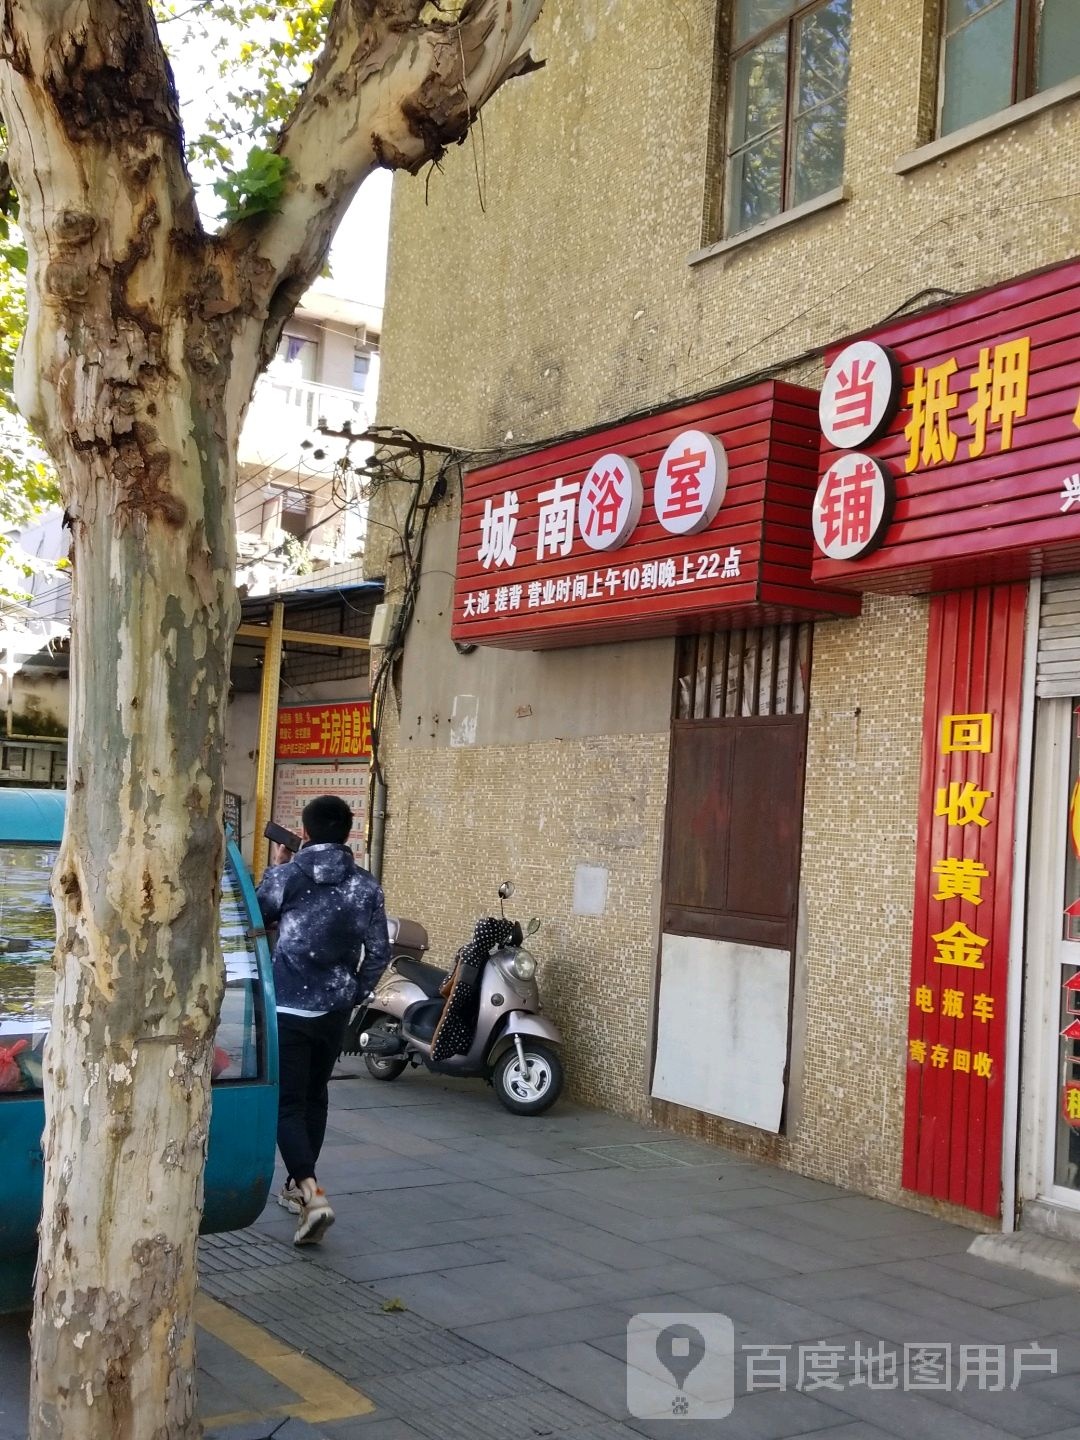 城南浴室
大池 搓背 营业时间上午10到晚上22点
当铺
抵押
兴
二手房信息栏
回收黄金
电瓶车
寄存回收
百度地图用户